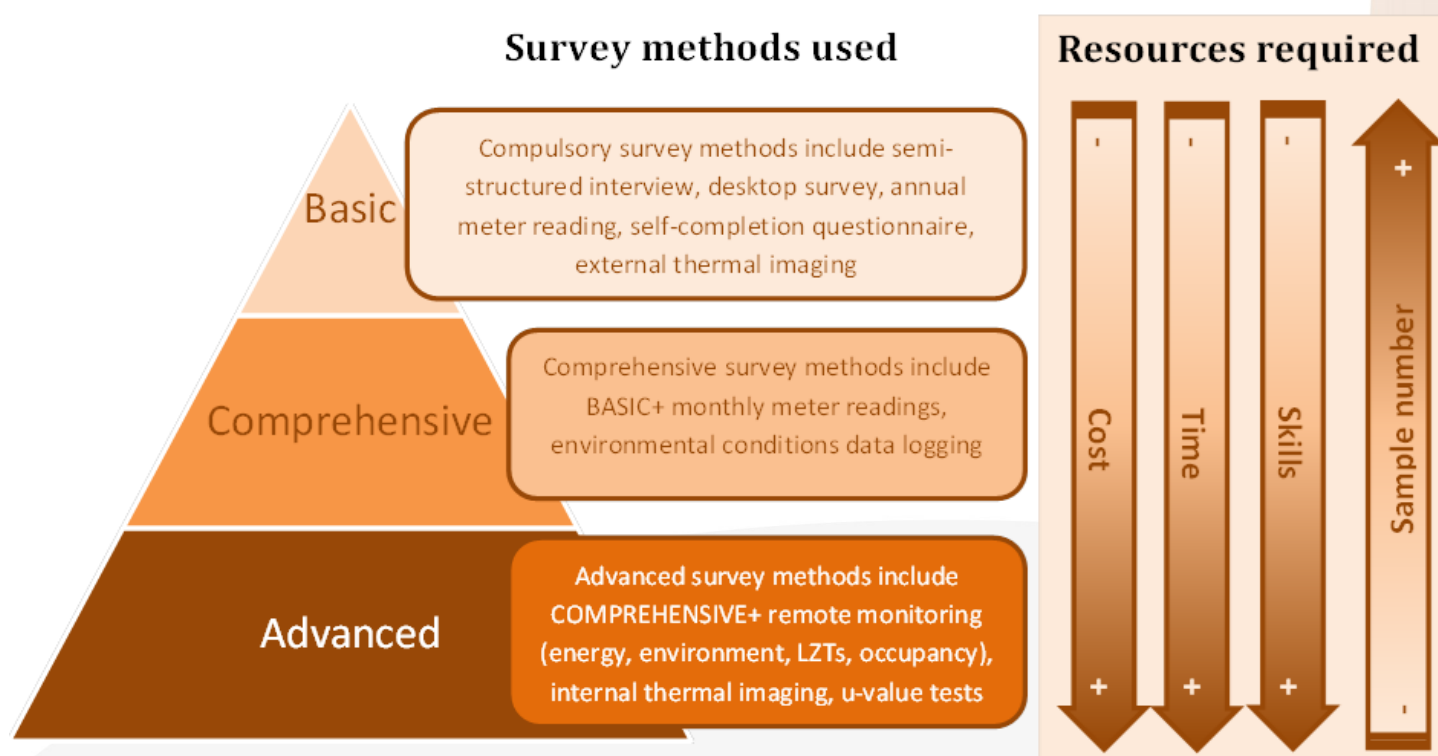 Survey methods used
Resources required
Basic
Compulsory survey methods include semi-
structured interview, desktop survey, annual
meter reading, self-completion questionnaire,
external thermal imaging
Comprehensive
Comprehensive survey methods include
BASIC+ monthly meter readings,
environmental conditions data logging
Advanced
Advanced survey methods include
COMPREHENSIVE+ remote monitoring
(energy, environment, LZTs, occupancy),
internal thermal imaging, u-value tests
-
Cost
+
-
Time
+
-
Skills
+
+
Sample number
-